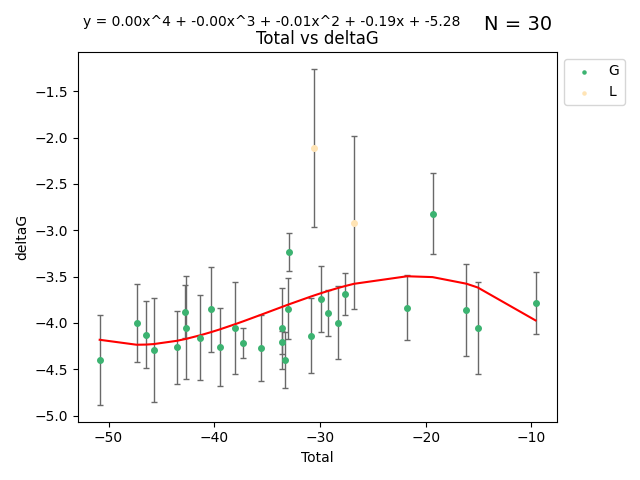 y = 0.00x^4 + -0.00x^3 + -0.01x^2 + -0.19x + -5.28
N = 30
Total vs deltaG
G
L
−1.5
−2.0
−2.5
−3.0
−3.5
−4.0
−4.5
−5.0
deltaG
−50
−40
−30
−20
−10
Total